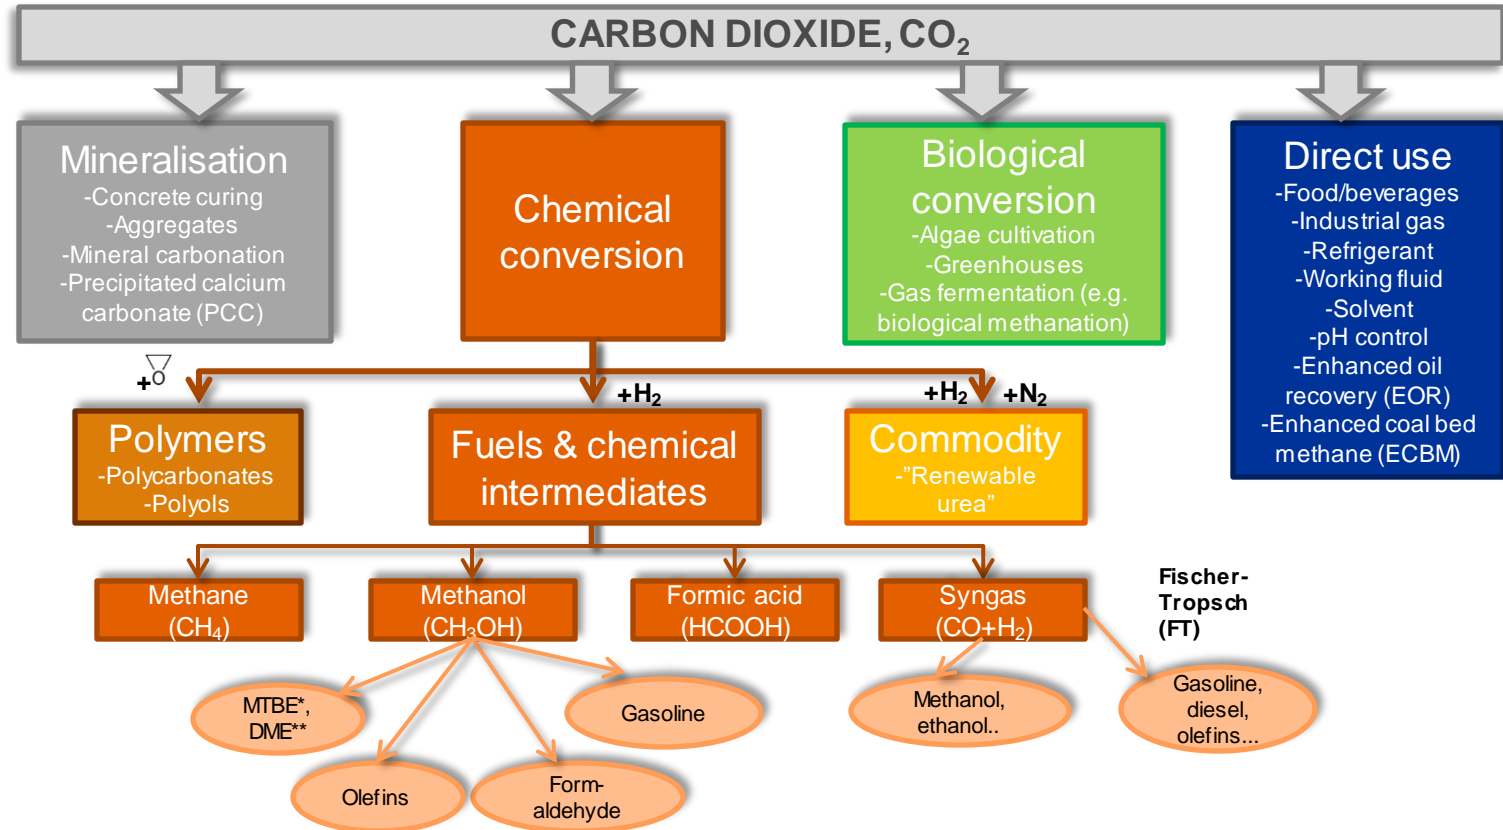 CARBON DIOXIDE, CO₂
Mineralisation
-Concrete curing
-Aggregates
-Mineral carbonation
-Precipitated calcium
carbonate (PCC)
Chemical
conversion
Biological
conversion
-Algae cultivation
-Greenhouses
-Gas fermentation (e.g.
biological methanation)
Direct use
-Food/beverages
-Industrial gas
-Refrigerant
-Working fluid
-Solvent
-pH control
-Enhanced oil
recovery (EOR)
-Enhanced coal bed
methane (ECBM)
+
O
+H₂
+H₂
+N₂
Polymers
-Polycarbonates
-Polyols
Fuels & chemical
intermediates
Commodity
-"Renewable
urea"
Methane
(CH₄)
Methanol
(CH₃OH)
Formic acid
(HCOOH)
Syngas
(CO+H₂)
Fischer-
Tropsch
(FT)
MTBE*,
DME**
Olefins
Form-
aldehyde
Gasoline
Methanol,
ethanol..
Gasoline,
diesel,
olefins...